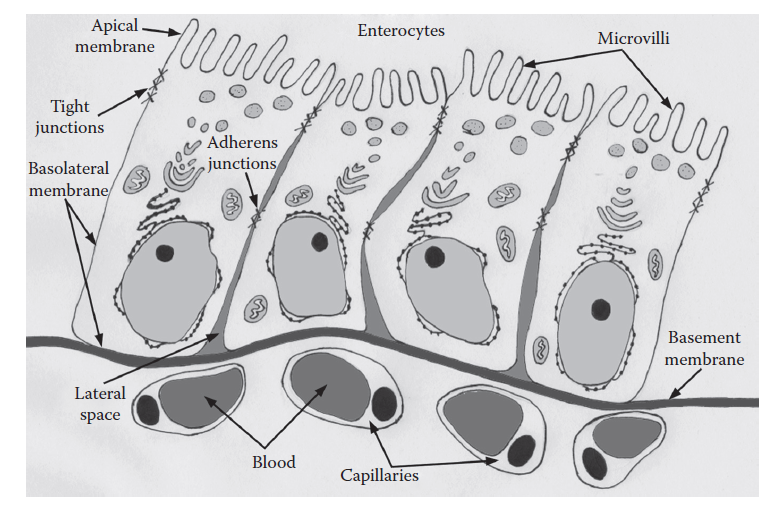 Apical
membrane
Enterocytes
Microvilli
Tight
junctions
Adherens
junctions
Basolateral
membrane
Basement
membrane
Lateral
space
Blood
Capillaries